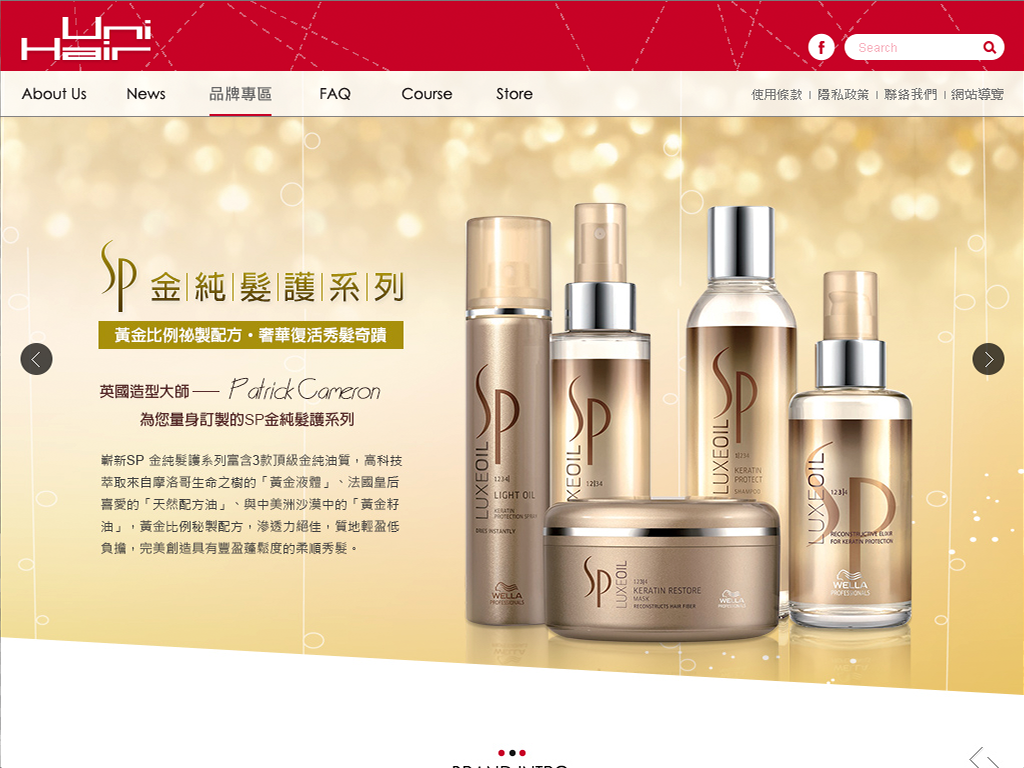 Uni
Hair
Search
About Us
News
品牌專區
FAQ
Course
Store
使用條款
隱私政策
聯絡我們
網站導覽
SP 金純髮護系列
黃金比例祕製配方·奢華復活秀髮奇蹟
英國造型大師 —— Patrick Cameron
為您量身訂製的SP金純髮護系列
嶄新SP 金純髮護系列富含3款頂級金純油質，高科技
萃取來自摩洛哥生命之樹的「黃金液體」、法國皇后
喜愛的「天然配方油」、與中美洲沙漠中的「黃金籽
油」，黃金比例秘製配方，滲透力絕佳，質地輕盈低
負擔，完美創造具有豐盈蓬鬆度的柔順秀髮。
SP
LUXEOIL
123|4
LIGHT OIL
KERATIN
PROTECTION SPRAY
DRIES INSTANTLY
WELLA
PROFESSIONALS
SP
LUXEOIL
12|34
SP
LUXEOIL
KERATIN
PROTECT
SHAMPOO
SP
LUXEOIL
123|4
KERATIN RESTORE
MASK
RECONSTRUCTS HAIR FIBER
WELLA
PROFESSIONALS
SP
LUXEOIL
123|4
RECONSTRUCTIVE ELIXIR
FOR KERATIN PROTECTION
WELLA
PROFESSIONALS
BRAND INTRO